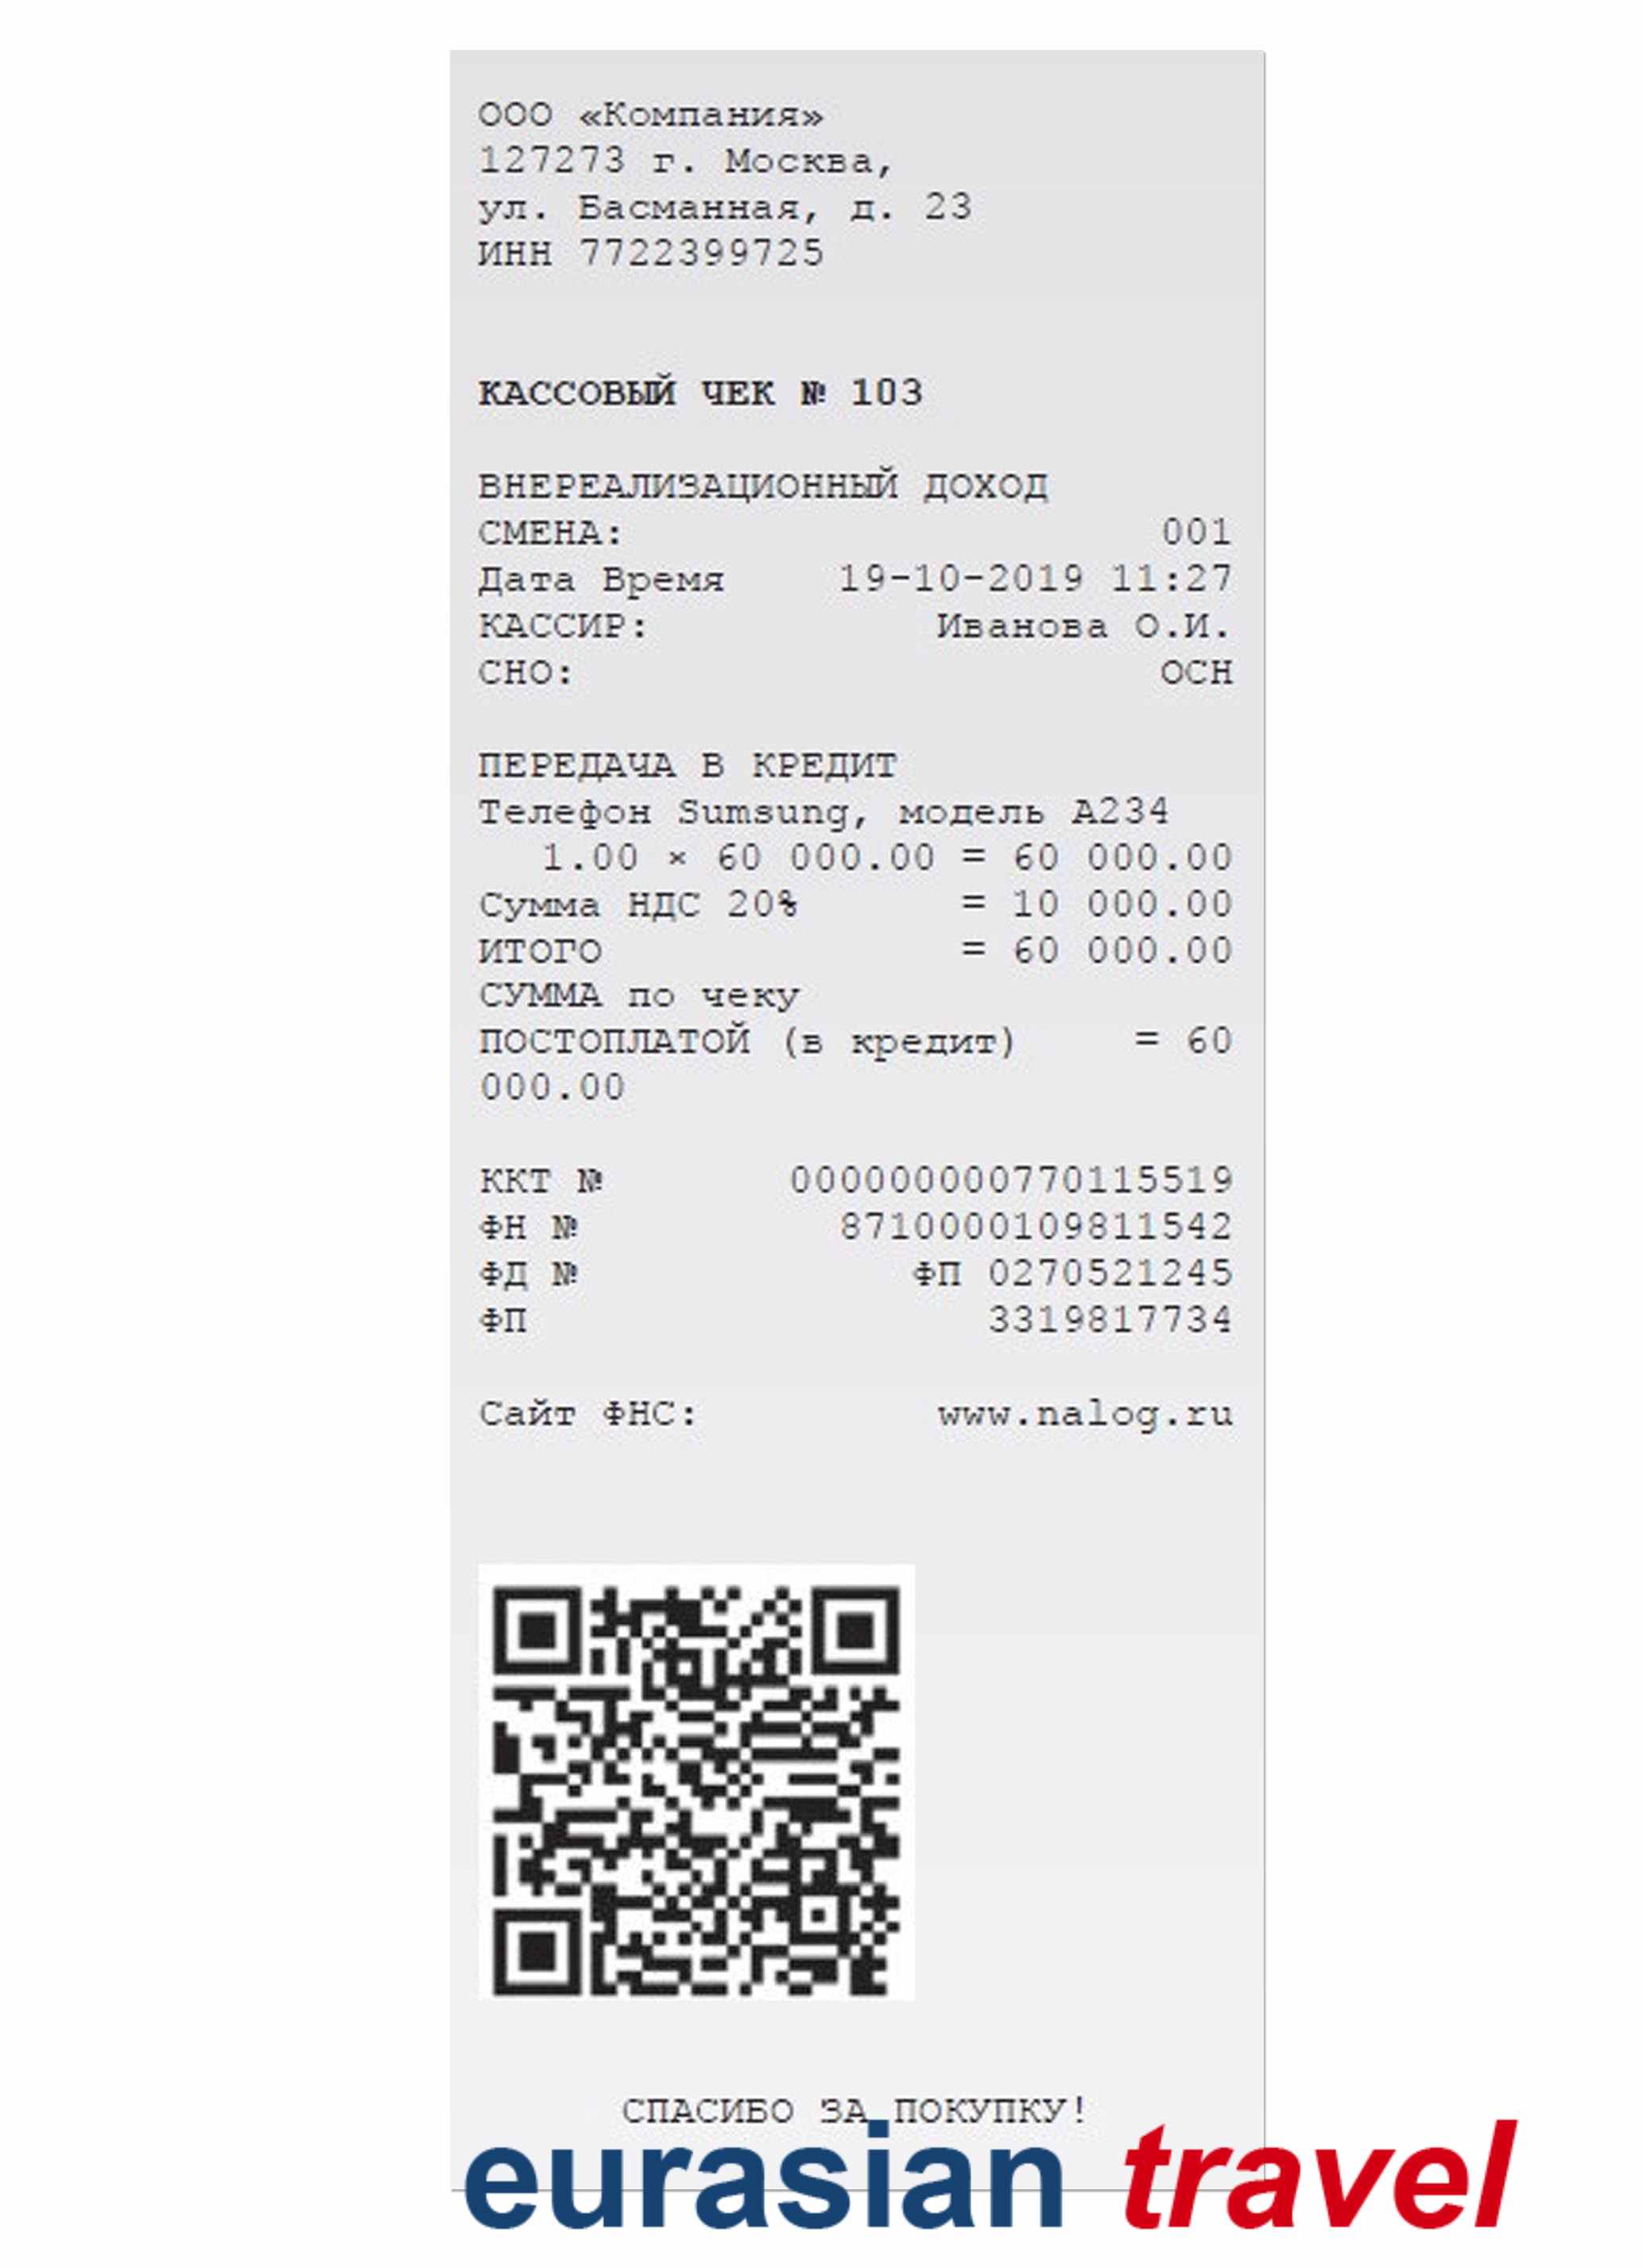 ООО «Компания»
127273 г. Москва,
ул. Басманная, д. 23
ИНН 7722399725
КАССОВЫЙ ЧЕК № 103
ВНЕРЕАЛИЗАЦИОННЫЙ ДОХОД
СМЕНА: 001
Дата Время 19-10-2019 11:27
КАССИР: Иванова О.И.
СНО: ОСН
ПЕРЕДАЧА В КРЕДИТ
Телефон Sumsung, модель А234
1.00 × 60 000.00 = 60 000.00
Сумма НДС 20% = 10 000.00
ИТОГО = 60 000.00
СУММА по чеку
ПОСТОПЛАТОЙ (в кредит) = 60
000.00
ККТ № 000000000770115519
ФН № 8710000109811542
ФД № ФП 0270521245
ФП 3319817734
Сайт ФНС: www.nalog.ru
СПАСИБО ЗА ПОКУПКУ!
eurasian travel